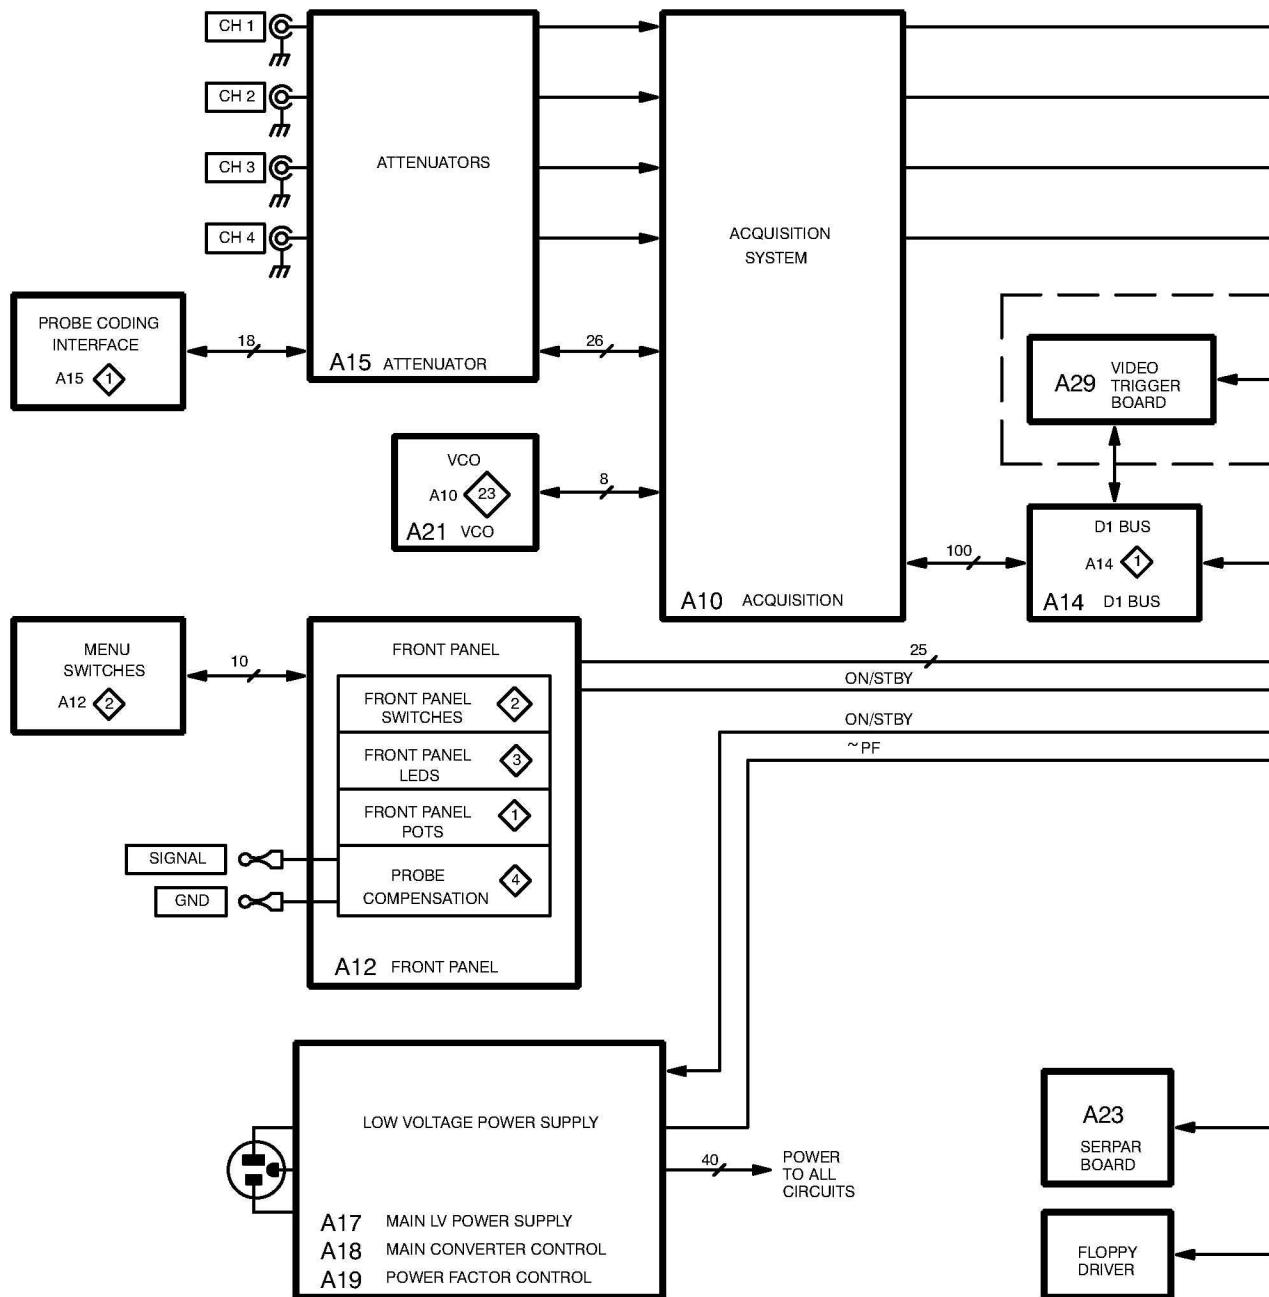 CH 1
CH 2
CH 3
CH 4
ATTENUATORS
A15 ATTENUATOR
PROBE CODING
INTERFACE
A15 1
18
26
ACQUISITION
SYSTEM
A10 ACQUISITION
VCO
A10 23
A21 VCO
8
A29 VIDEO
TRIGGER
BOARD
100
D1 BUS
A14 1
A14 D1 BUS
MENU
SWITCHES
A12 2
10
FRONT PANEL
FRONT PANEL
SWITCHES 2
FRONT PANEL
LEDS 3
FRONT PANEL
POTS 1
PROBE
COMPENSATION 4
A12 FRONT PANEL
SIGNAL
GND
25
ON/STBY
ON/STBY
~PF
LOW VOLTAGE POWER SUPPLY
A17 MAIN LV POWER SUPPLY
A18 MAIN CONVERTER CONTROL
A19 POWER FACTOR CONTROL
40
POWER
TO ALL
CIRCUITS
A23
SERPAR
BOARD
FLOPPY
DRIVER